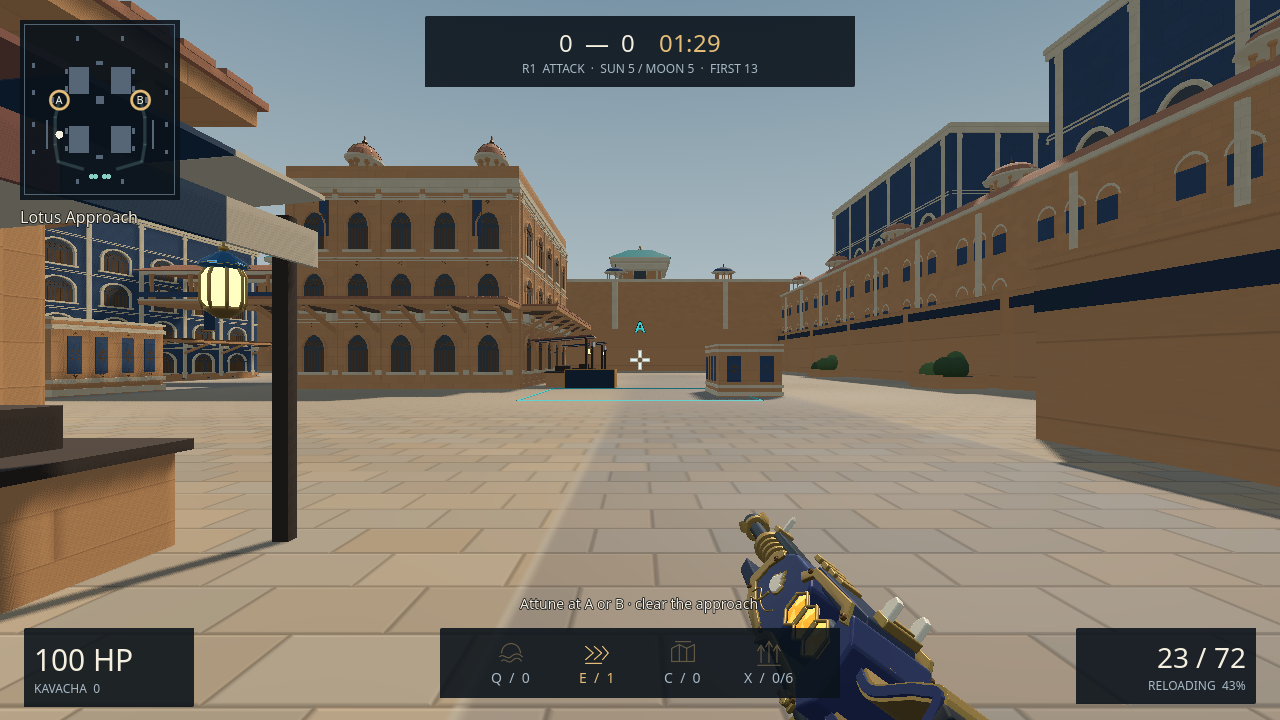 0 — 0 01:29
R1 ATTACK · SUN 5 / MOON 5 · FIRST 13
A
B
Lotus Approach
A
Attune at A or B · clear the approach
100 HP
KAVACHA 0
Q / 0
E / 1
C / 0
X / 0/6
23 / 72
RELOADING 43%